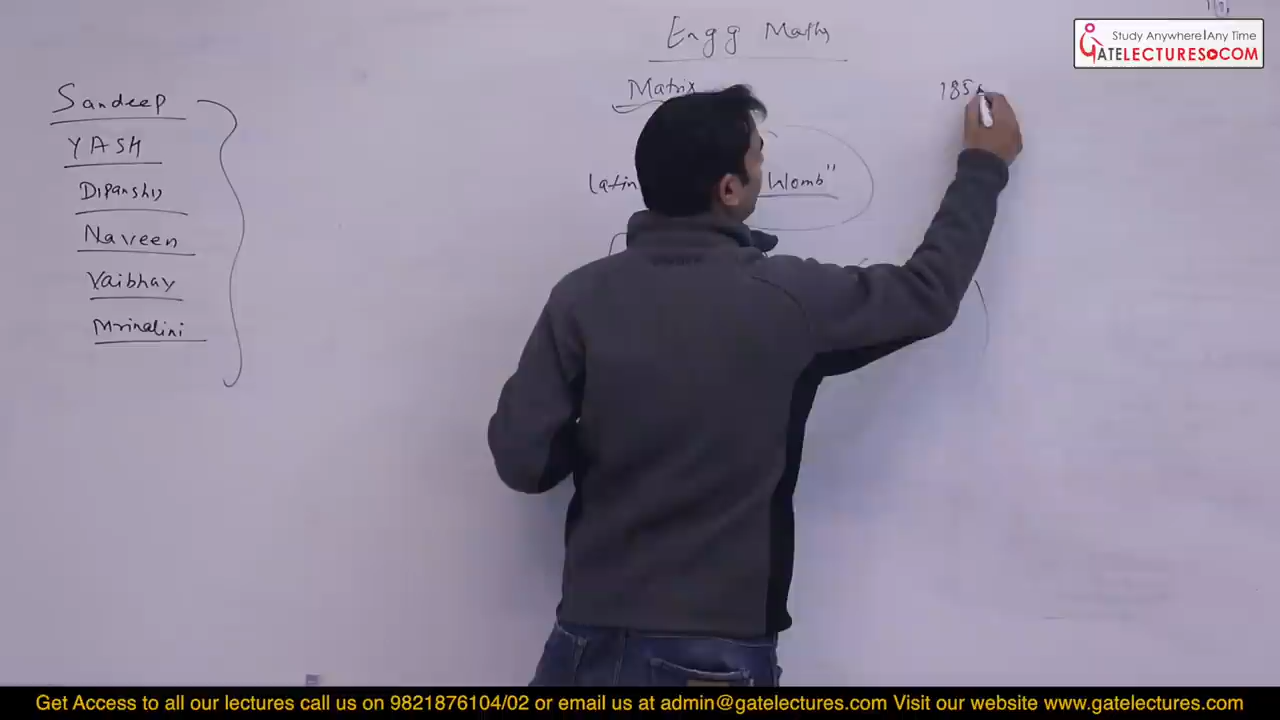 Engg Maths
Study Anywhere|Any Time
GATELECTURES.COM
Matrix
185
Sandeep
YASH
Dipanshu
Naveen
Vaibhav
Mrinalini
latin
Womb"
Get Access to all our lectures call us on 9821876104/02 or email us at admin@gatelectures.com Visit our website www.gatelectures.com